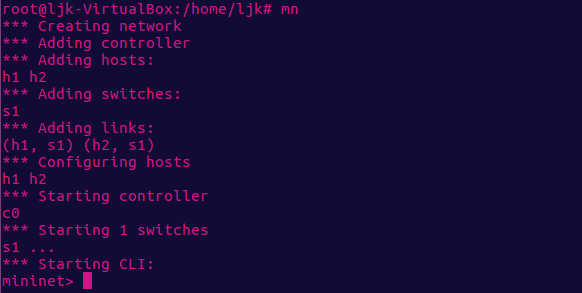 root@ljk-VirtualBox:/home/ljk# mn
*** Creating network
*** Adding controller
*** Adding hosts:
h1 h2
*** Adding switches:
s1
*** Adding links:
(h1, s1) (h2, s1)
*** Configuring hosts
h1 h2
*** Starting controller
c0
*** Starting 1 switches
s1 ...
*** Starting CLI:
mininet>